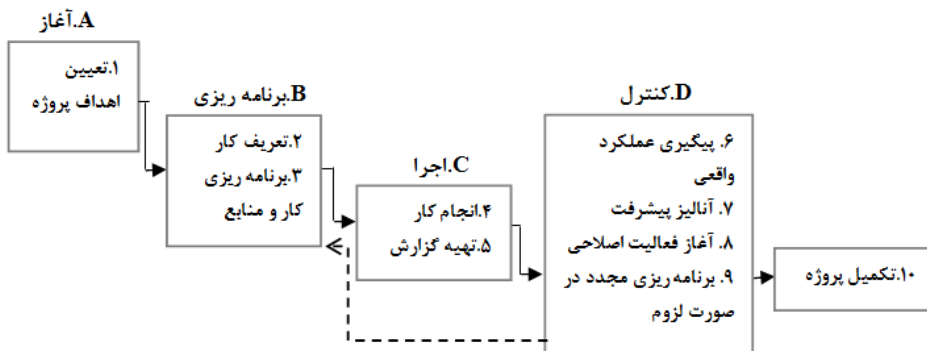 A.آغاز
۱.تعیین
اهداف پروژه
B.برنامه ریزی
۲.تعریف کار
۳.برنامه ریزی
کار و منابع
C.اجرا
۴.انجام کار
۵.تهیه گزارش
D.کنترل
۶. پیگیری عملکرد
واقعی
۷. آنالیز پیشرفت
۸. آغاز فعالیت اصلاحی
۹. برنامه‌ریزی مجدد در
صورت لزوم
۱۰.تکمیل پروژه